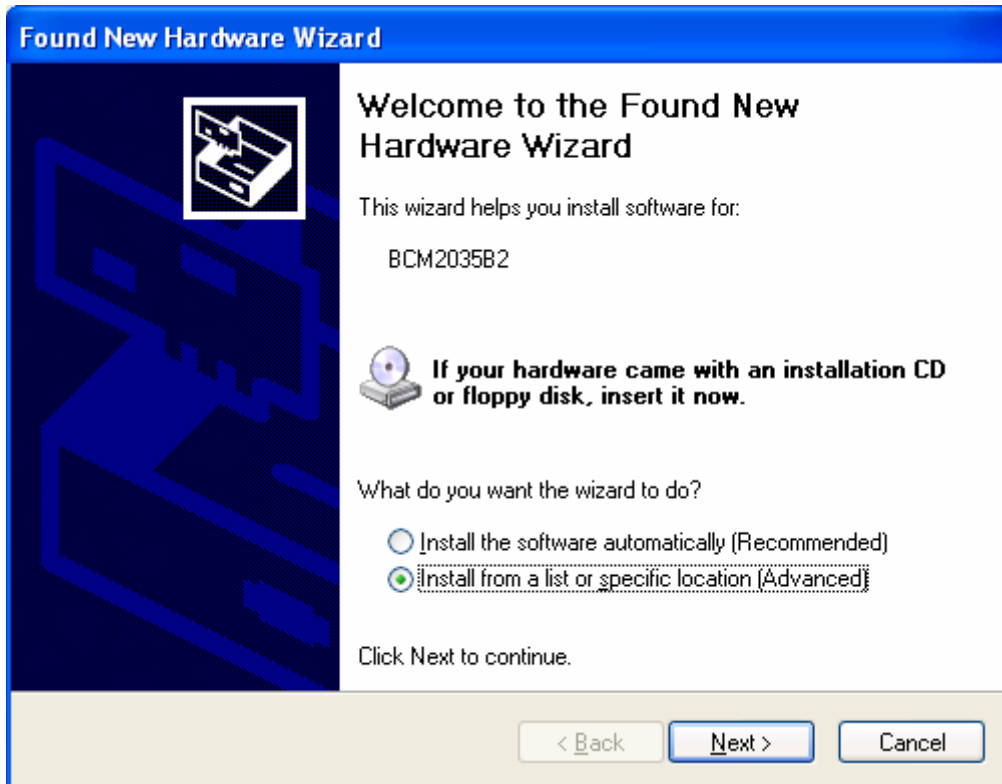 Found New Hardware Wizard
Welcome to the Found New
Hardware Wizard
This wizard helps you install software for:
BCM2035B2
If your hardware came with an installation CD
or floppy disk, insert it now.
What do you want the wizard to do?
Install the software automatically (Recommended)
Install from a list or specific location (Advanced)
Click Next to continue.
< Back
Next >
Cancel